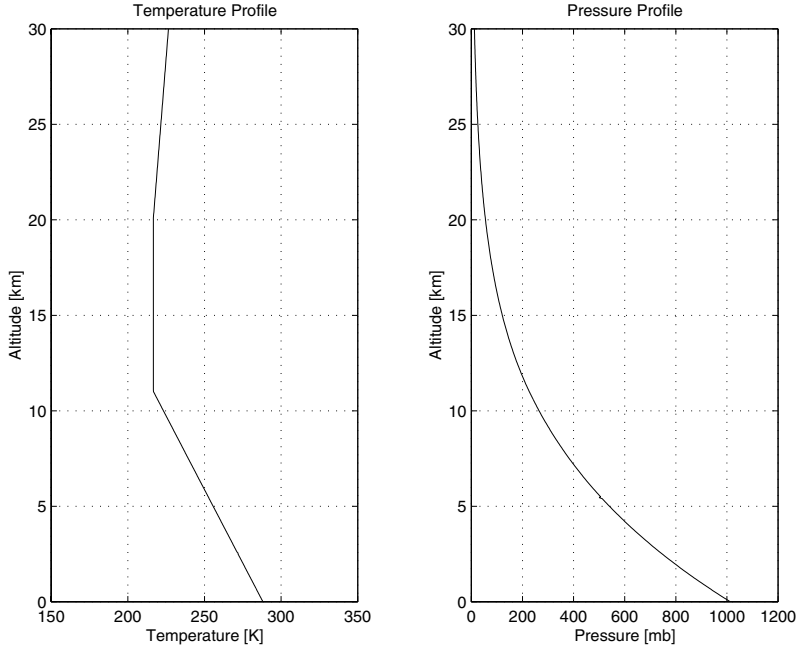 Temperature Profile
30
25
20
15
10
5
0
Altitude [km]
150 200 250 300 350
Temperature [K]
Pressure Profile
30
25
20
15
10
5
0
Altitude [km]
0 200 400 600 800 1000 1200
Pressure [mb]